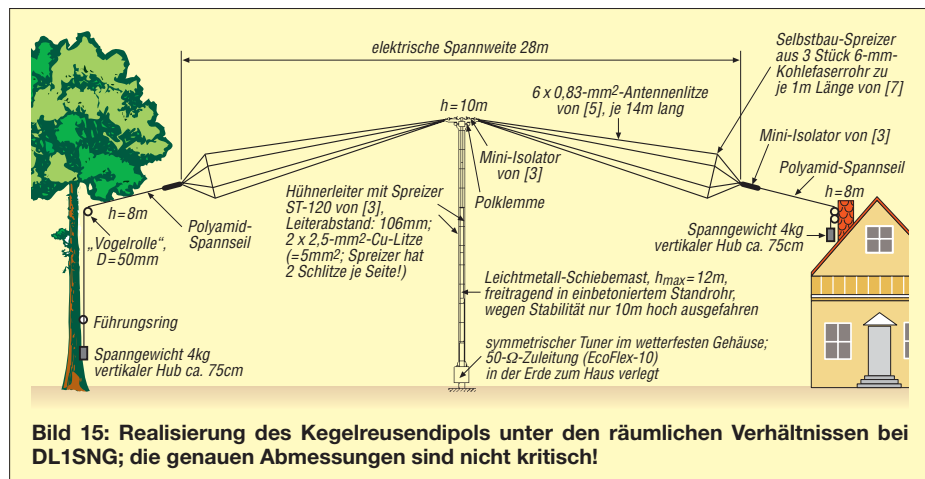 elektrische Spannweite 28m
Selbstbau-Spreizer
aus 3 Stück 6-mm-
Kohlefaserrohr zu
je 1m Länge von [7]
h=10m
6 x 0,83-mm²-Antennenlitze
von [5], je 14m lang
Mini-Isolator
von [3]
Polklemme
Mini-Isolator von [3]
Polyamid-Spannseil
h=8m
h=8m
Polyamid-
Spannseil
„Vogelrolle“,
D=50mm
Hühnerleiter mit Spreizer
ST-120 von [3],
Leiterabstand: 106mm;
2 x 2,5-mm²-Cu-Litze
(=5mm²; Spreizer hat
2 Schlitze je Seite!)
Spanngewicht 4kg
vertikaler Hub ca. 75cm
Leichtmetall-Schiebemast, hmax=12m,
freitragend in einbetoniertem Standrohr,
wegen Stabilität nur 10m hoch ausgefahren
Führungsring
Spanngewicht 4kg
vertikaler Hub ca. 75cm
symmetrischer Tuner im wetterfesten Gehäuse;
50-Ω-Zuleitung (EcoFlex-10)
in der Erde zum Haus verlegt
Bild 15: Realisierung des Kegelreusendipols unter den räumlichen Verhältnissen bei
DL1SNG; die genauen Abmessungen sind nicht kritisch!